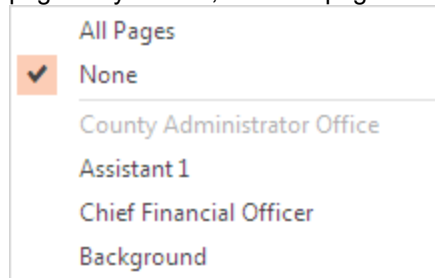 All Pages
None
County Administrator Office
Assistant 1
Chief Financial Officer
Background